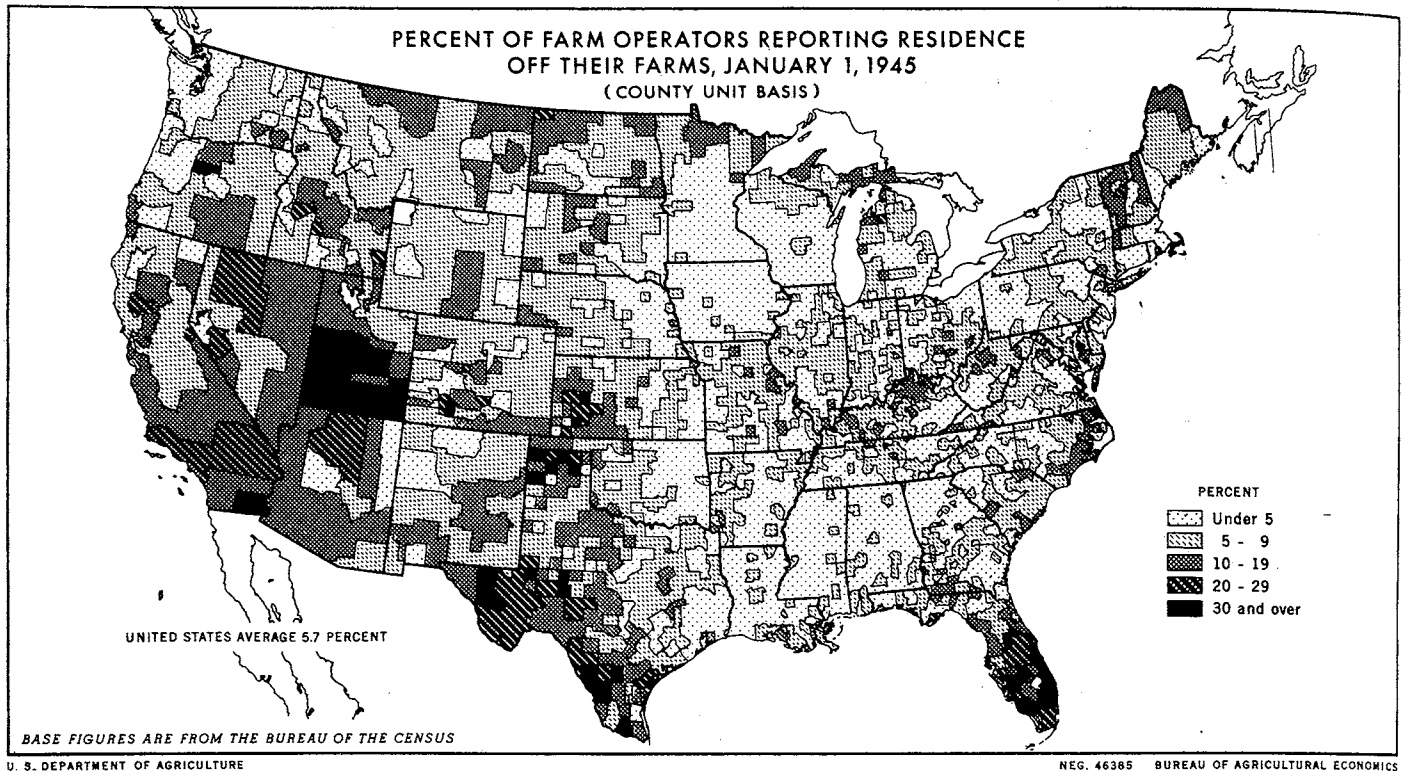 PERCENT OF FARM OPERATORS REPORTING RESIDENCE
OFF THEIR FARMS, JANUARY 1, 1945
(COUNTY UNIT BASIS)
PERCENT
Under 5
5 - 9
10 - 19
20 - 29
30 and over
UNITED STATES AVERAGE 5.7 PERCENT
BASE FIGURES ARE FROM THE BUREAU OF THE CENSUS
U. S. DEPARTMENT OF AGRICULTURE
NEG. 46385 BUREAU OF AGRICULTURAL ECONOMICS